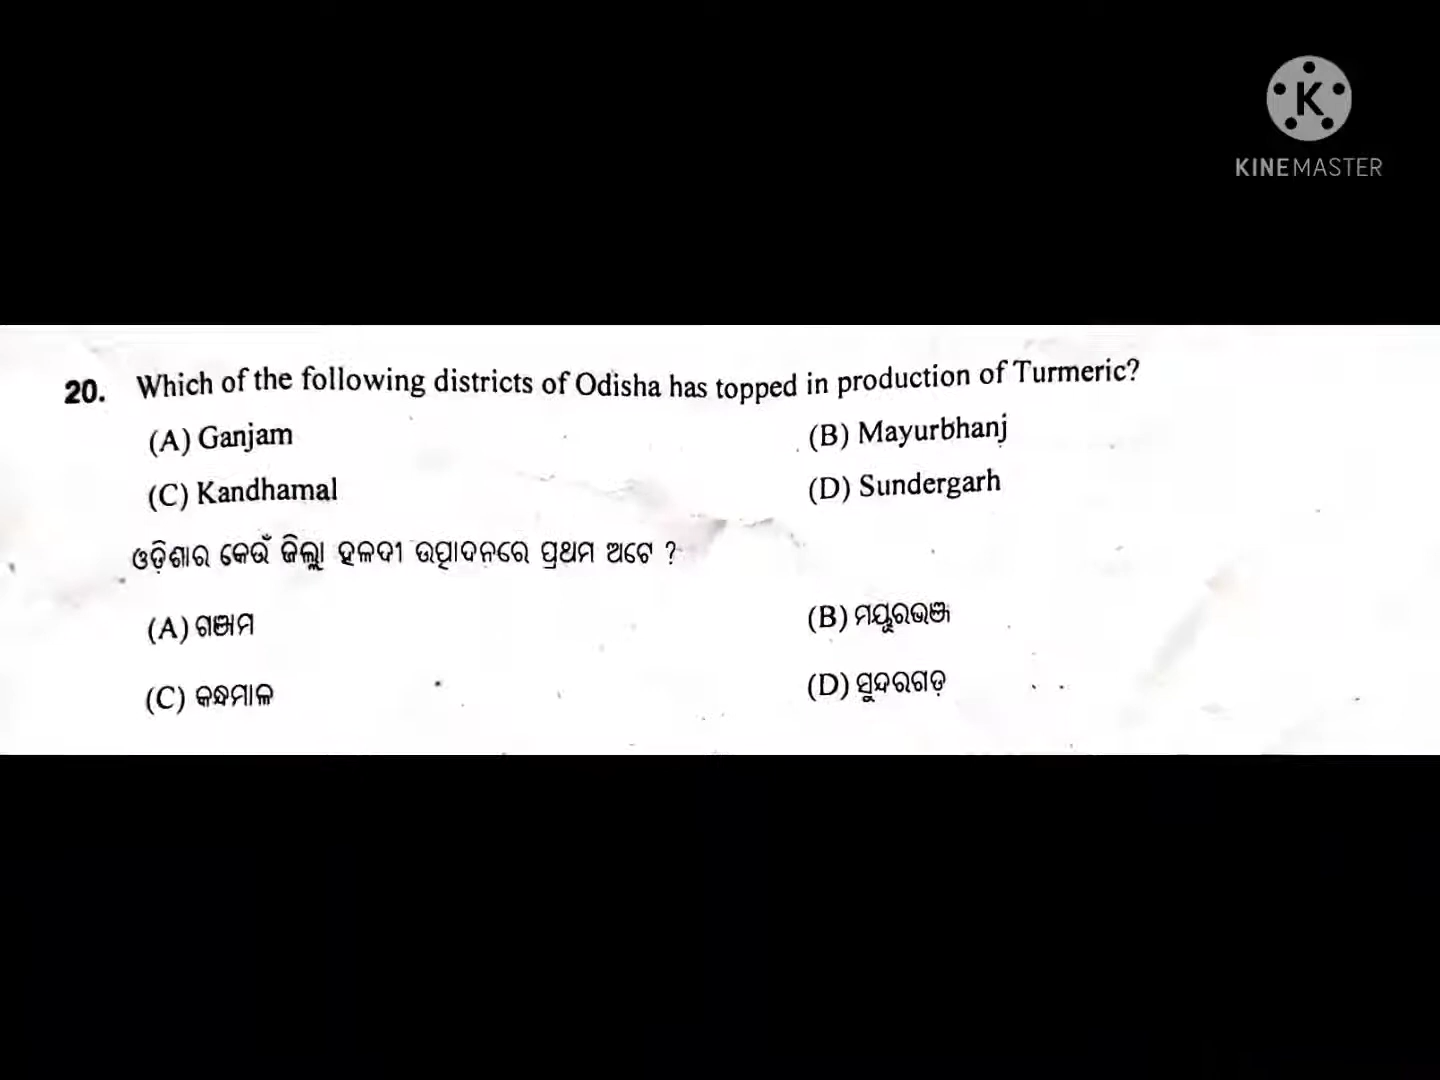 K
KINEMASTER
20. Which of the following districts of Odisha has topped in production of Turmeric?
(A) Ganjam (B) Mayurbhanj
(C) Kandhamal (D) Sundergarh
ଓଡ଼ିଶାର କେଉଁ ଜିଲ୍ଲା ହଳଦୀ ଉତ୍ପାଦନରେ ପ୍ରଥମ ଅଟେ ?
(A) ଗଞ୍ଜାମ (B) ମୟୂରଭଞ୍ଜ
(C) କନ୍ଧମାଳ (D) ସୁନ୍ଦରଗଡ଼